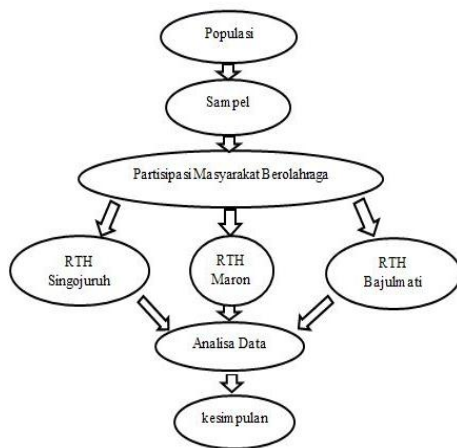 Populasi
Sampel
Partisipasi Masyarakat Berolahraga
RTH
Singojuruh
RTH
Maron
RTH
Bajulmati
Analisa Data
kesimpulan